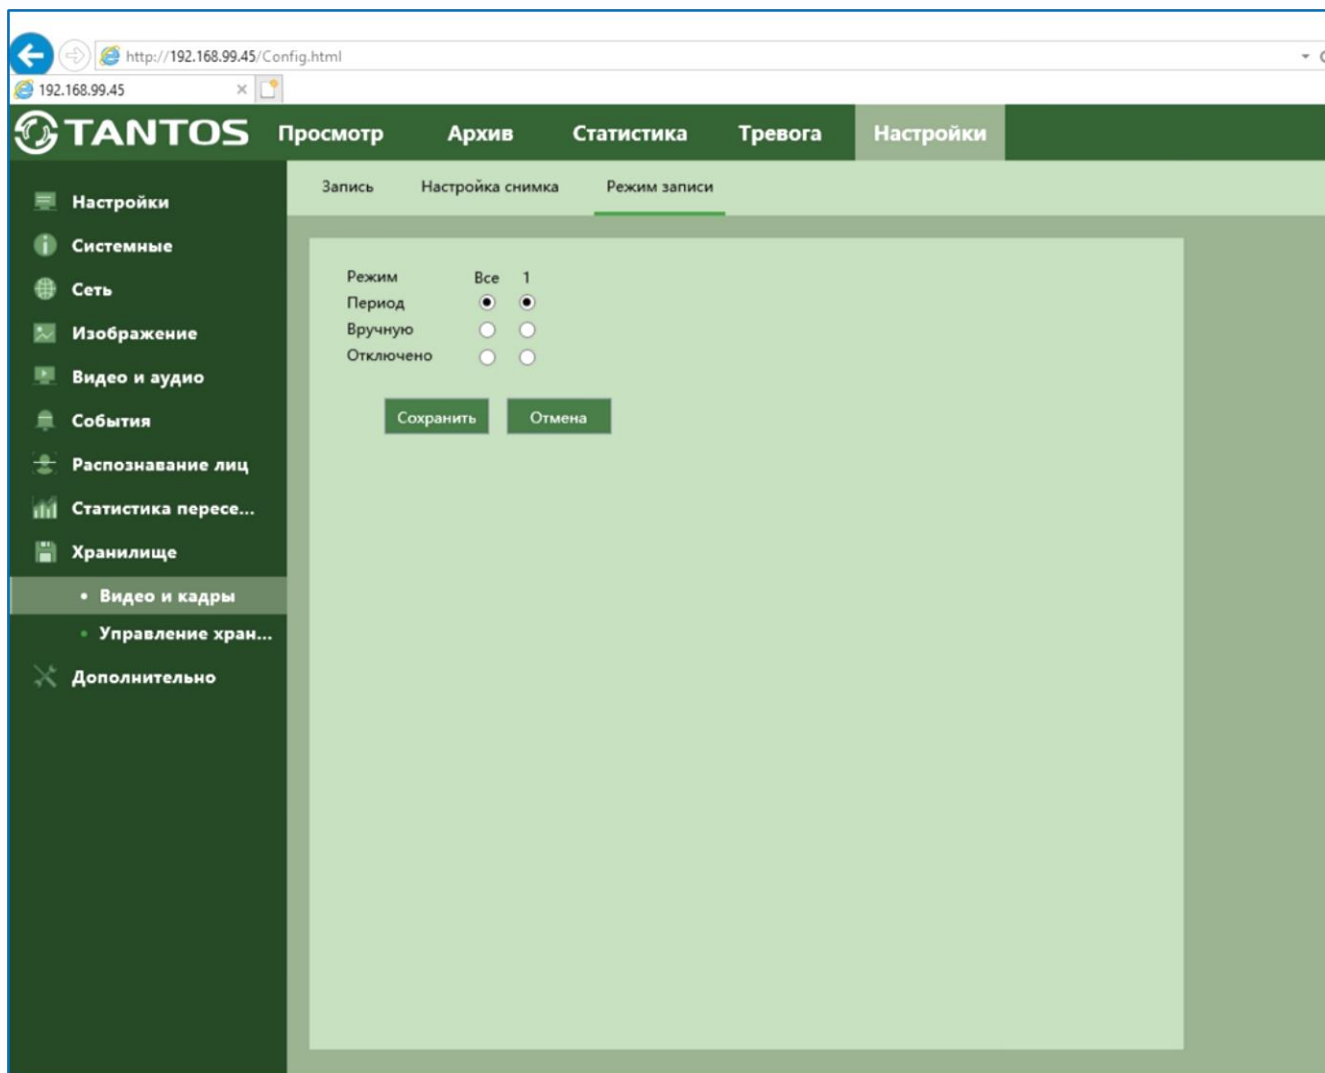 http://192.168.99.45/Config.html
192.168.99.45
TANTOS Просмотр Архив Статистика Тревога Настройки
Запись Настройка снимка Режим записи
Настройки
Системные
Сеть
Изображение
Видео и аудио
События
Распознавание лиц
Статистика пересе...
Хранилище
• Видео и кадры
• Управление хран...
Дополнительно
Режим Все 1
Период
Вручную
Отключено
Сохранить Отмена